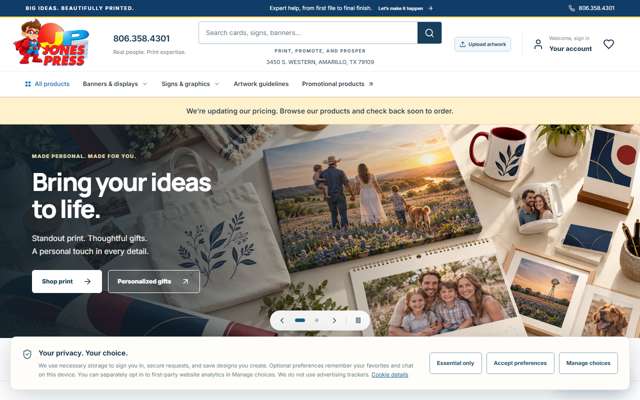 BIG IDEAS. BEAUTIFULLY PRINTED.
Expert help, from first file to final finish. Let's make it happen
806.358.4301
JP
JONES
PRESS
806.358.4301
Real people. Print expertise.
Search cards, signs, banners...
PRINT, PROMOTE, AND PROSPER
3450 S. WESTERN, AMARILLO, TX 79109
Upload artwork
Welcome, sign in
Your account
All products
Banners & displays
Signs & graphics
Artwork guidelines
Promotional products
We're updating our pricing. Browse our products and check back soon to order.
MADE PERSONAL. MADE FOR YOU.
Bring your ideas
to life.
Standout print. Thoughtful gifts.
A personal touch in every detail.
Shop print
Personalized gifts
Your privacy. Your choice.
We use necessary storage to sign you in, secure requests, and save designs you create. Optional preferences remember your favorites and chat
on this device. You can separately opt in to first-party website analytics in Manage choices. We do not use advertising trackers. Cookie details
Essential only
Accept preferences
Manage choices